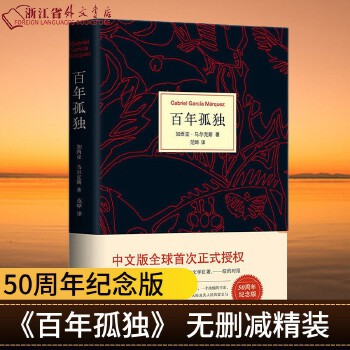 浙江省外文书店
百年孤独
加西亚·马尔克斯 著
范晔 译
Gabriel García Márquez
百年孤独
加西亚·马尔克斯 著
范晔 译
中文版全球首次正式授权
50周年
纪念版
50周年纪念版
《百年孤独》 无删减精装